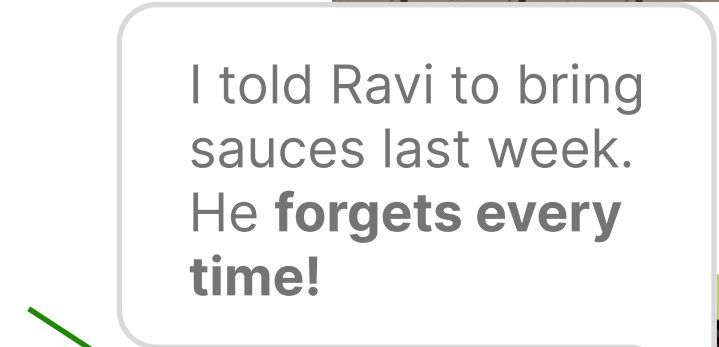 I told Ravi to bring
sauces last week.
He forgets every
time!